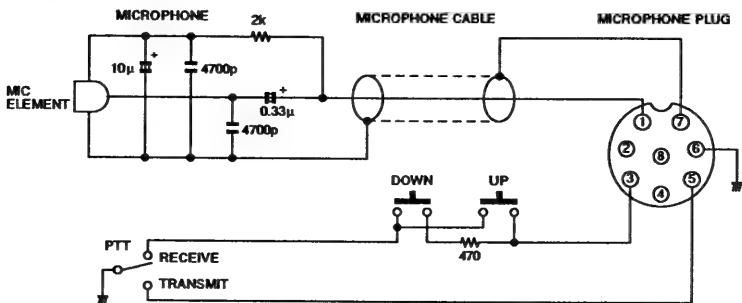 MICROPHONE
2k
MICROPHONE CABLE
MICROPHONE PLUG
10μ
+
4700p
+
0.33μ
MIC
ELEMENT
4700p
1
7
2
8
6
3
4
5
DOWN
UP
470
PTT
RECEIVE
TRANSMIT